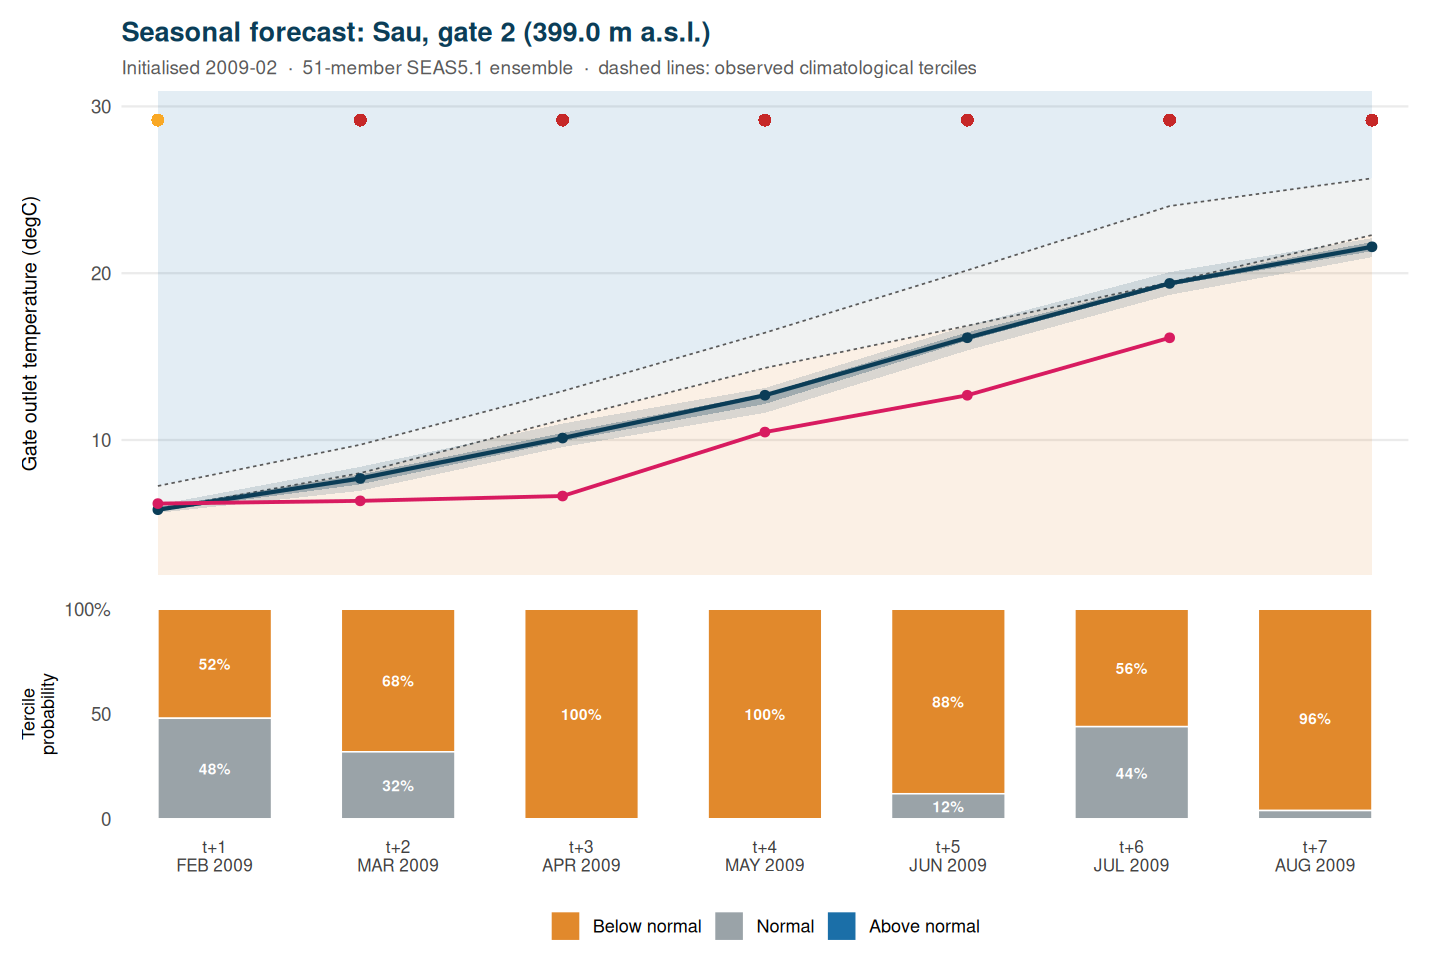 Seasonal forecast: Sau, gate 2 (399.0 m a.s.l.)
Initialised 2009-02 · 51-member SEAS5.1 ensemble · dashed lines: observed climatological terciles
Gate outlet temperature (degC)
30
20
10
Tercile
probability
100%
50
0
52%
68%
100%
100%
88%
56%
96%
48%
32%
12%
44%
t+1
FEB 2009
t+2
MAR 2009
t+3
APR 2009
t+4
MAY 2009
t+5
JUN 2009
t+6
JUL 2009
t+7
AUG 2009
Below normal
Normal
Above normal